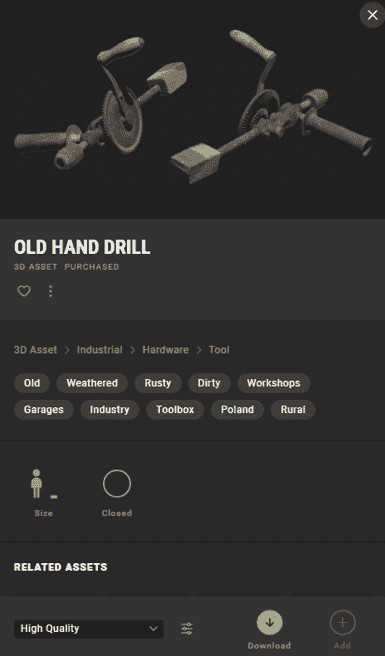 OLD HAND DRILL
3D ASSET PURCHASED
3D Asset > Industrial > Hardware > Tool
Old Weathered Rusty Dirty Workshops
Garages Industry Toolbox Poland Rural
Size Closed
RELATED ASSETS
High Quality
Download Add